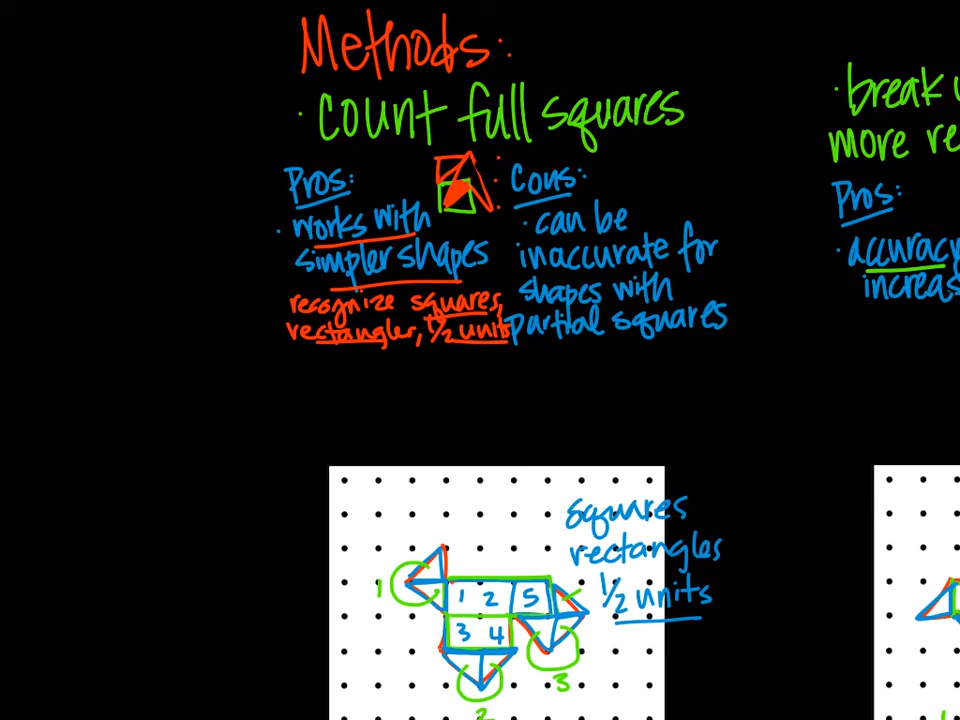 Methods:
· count full squares
Pros:
· works with
simpler shapes
recognize squares,
rectangles, 1/2 units
Cons:
· can be
inaccurate for
shapes with
partial squares
· break
more re
Pros:
· accuracy
increas
squares
rectangles
1/2 units
1
1 2 5
3 4
3
2